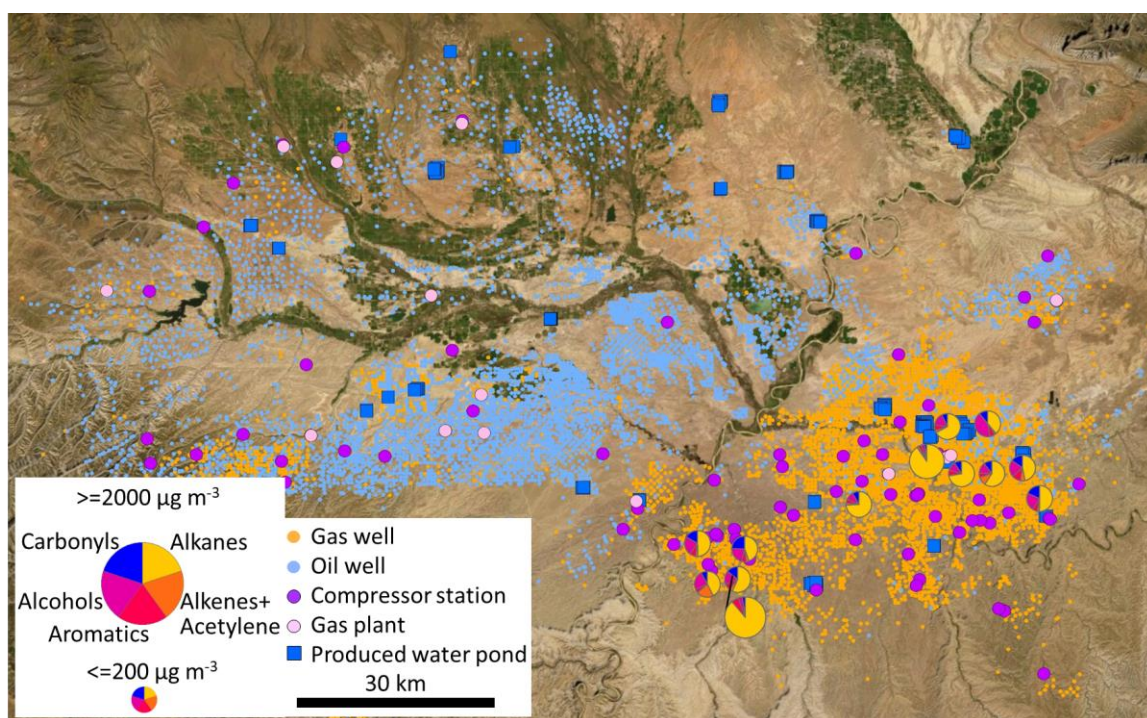 >=2000 µg m-3
Carbonyls
Alkanes
Alcohols
Alkenes+
Acetylene
Aromatics
<=200 µg m-3
Gas well
Oil well
Compressor station
Gas plant
Produced water pond
30 km